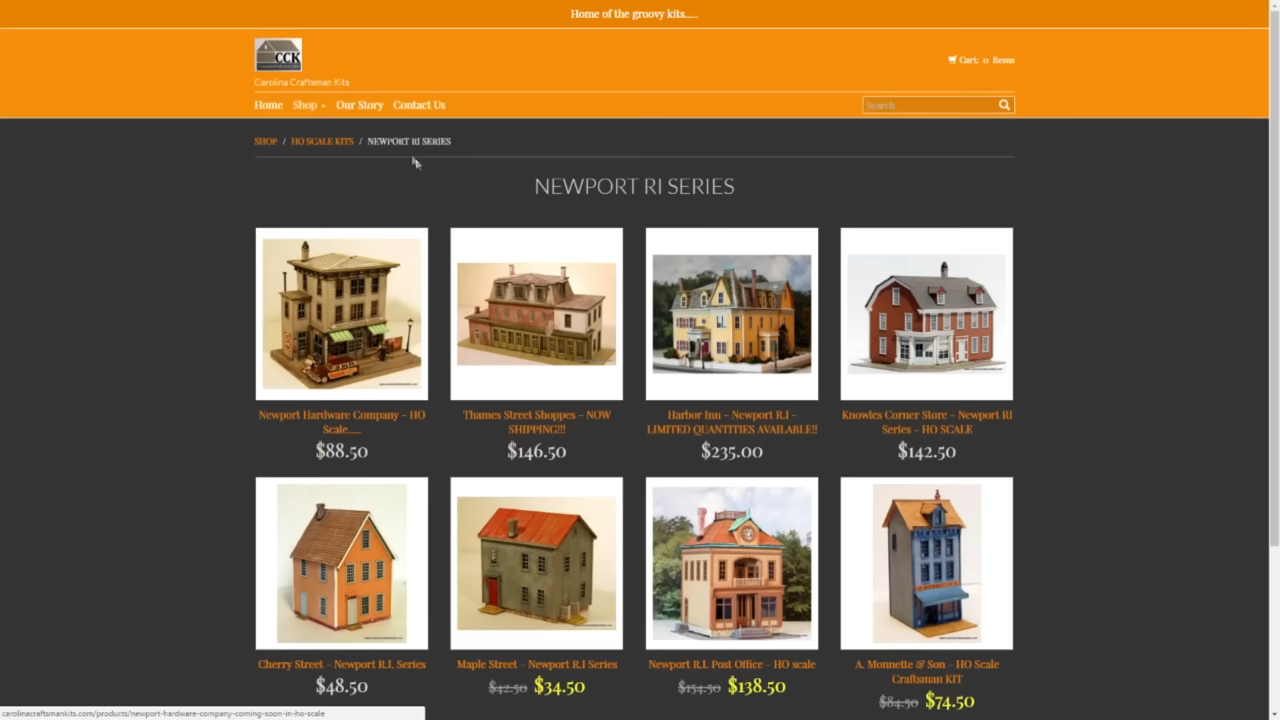 Home of the groovy kits.....
CCK
Cart: 0 Items
Carolina Craftsman Kits
Home Shop Our Story Contact Us
Search
SHOP / HO SCALE KITS / NEWPORT RI SERIES
NEWPORT RI SERIES
Newport Hardware Company - HO
Scale......
$88.50
Thames Street Shoppes - NOW
SHIPPING!!!
$146.50
Harbor Inn - Newport R.I -
LIMITED QUANTITIES AVAILABLE!!
$235.00
Knowles Corner Store - Newport RI
Series - HO SCALE
$142.50
Cherry Street - Newport R.I. Series
$48.50
Maple Street - Newport R.I Series
$42.50 $34.50
Newport R.I. Post Office - HO scale
$154.50 $138.50
A. Monnette & Son - HO Scale
Craftsman KIT
$84.50 $74.50
carolinacraftsmankits.com/products/newport-hardware-company-coming-soon-in-ho-scale